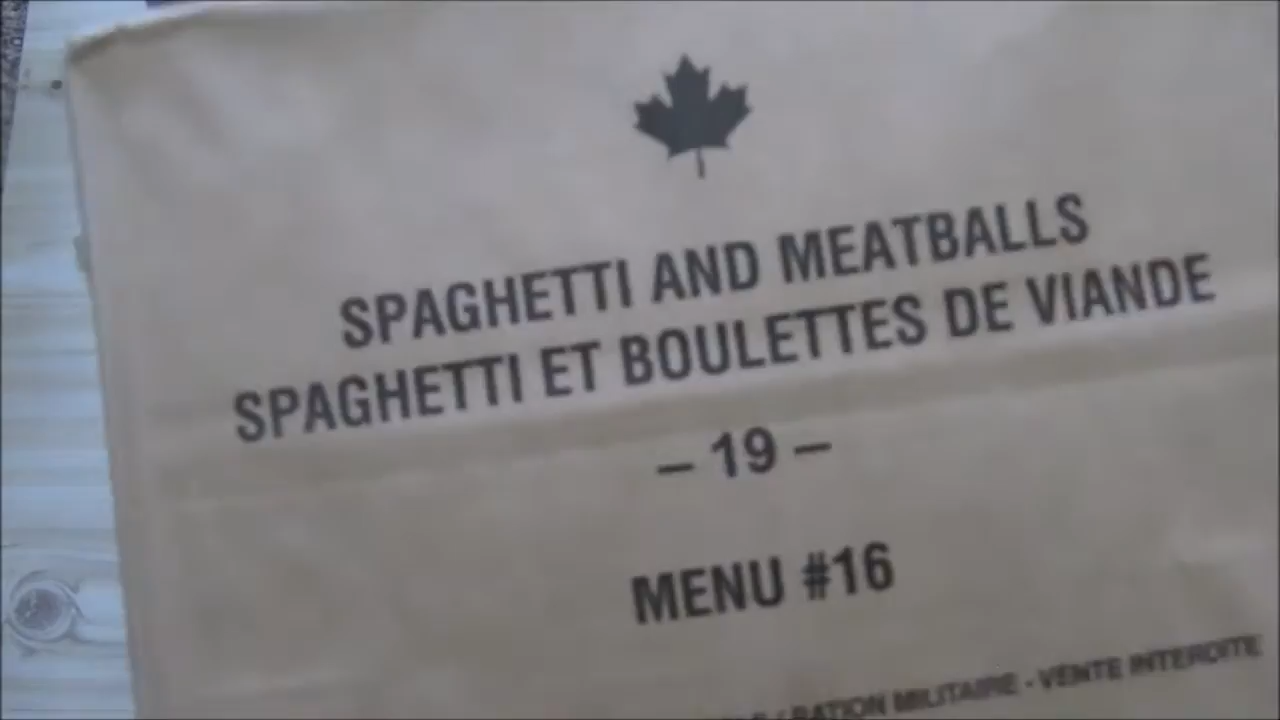 SPAGHETTI AND MEATBALLS
SPAGHETTI ET BOULETTES DE VIANDE
– 19 –
MENU #16
/ RATION MILITAIRE - VENTE INTERDITE